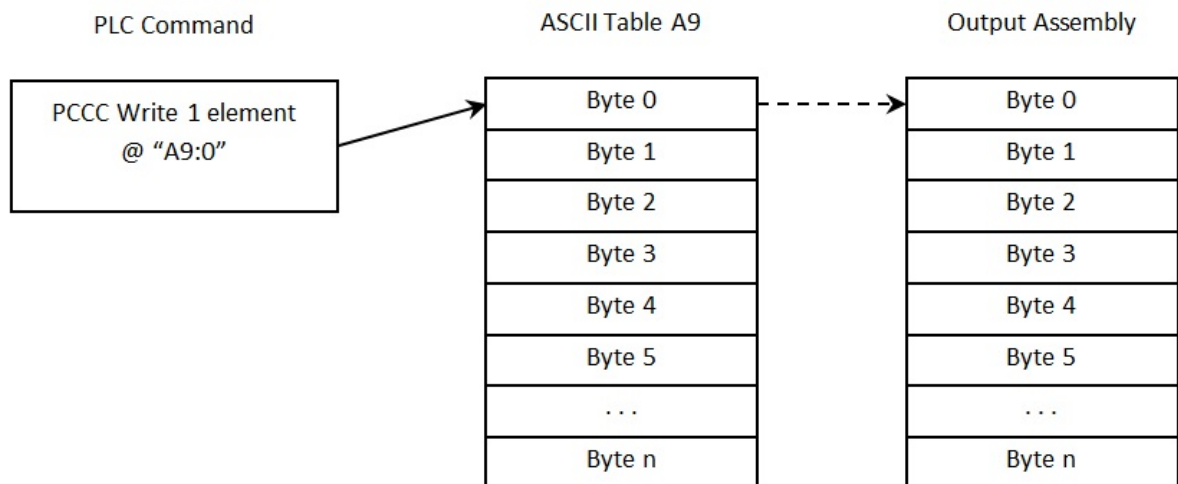 PLC Command
ASCII Table A9
Output Assembly
PCCC Write 1 element
@ “A9:0”
Byte 0
Byte 1
Byte 2
Byte 3
Byte 4
Byte 5
. . .
Byte n
Byte 0
Byte 1
Byte 2
Byte 3
Byte 4
Byte 5
. . .
Byte n